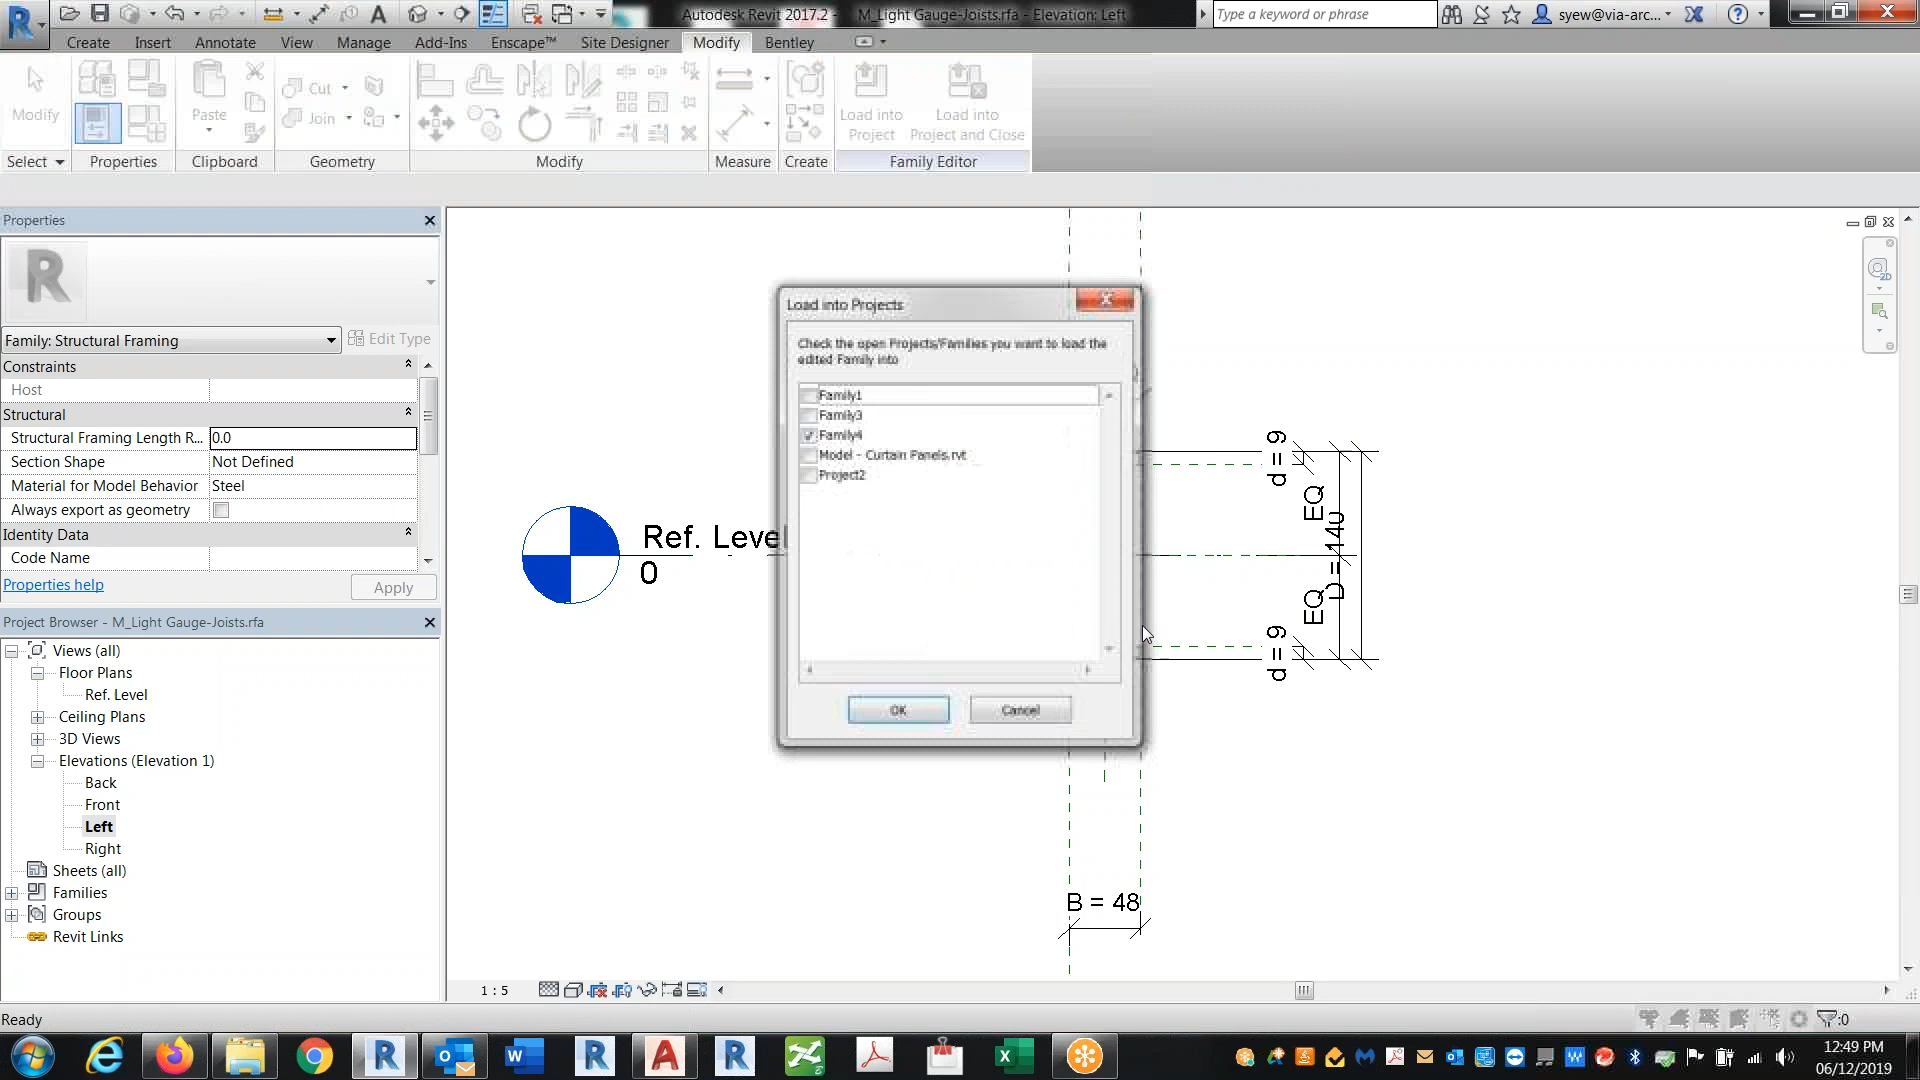 Autodesk Revit 2017.2 - M_Light Gauge-Joists.rfa - Elevation: Left
Type a keyword or phrase
syew@via-arc...
Create Insert Annotate View Manage Add-Ins Enscape™ Site Designer Modify Bentley
Modify
Paste
Cut
Join
Load into
Project
Load into
Project and Close
Select Properties Clipboard Geometry Modify Measure Create Family Editor
Properties
Family: Structural Framing
Edit Type
Constraints
Host
Structural
Structural Framing Length R... 0.0
Section Shape Not Defined
Material for Model Behavior Steel
Always export as geometry
Identity Data
Code Name
Properties help
Apply
Project Browser - M_Light Gauge-Joists.rfa
Views (all)
Floor Plans
Ref. Level
Ceiling Plans
3D Views
Elevations (Elevation 1)
Back
Front
Left
Right
Sheets (all)
Families
Groups
Revit Links
Ref. Level
0
Load into Projects
Check the open Projects/Families you want to load the
edited Family into
Family1
Family3
Family4
Model - Curtain Panels.rvt
Project2
OK
Cancel
d = 9
EQ
D = 140
EQ
d = 9
B = 48
2D
1 : 5
Ready
:0
12:49 PM
06/12/2019